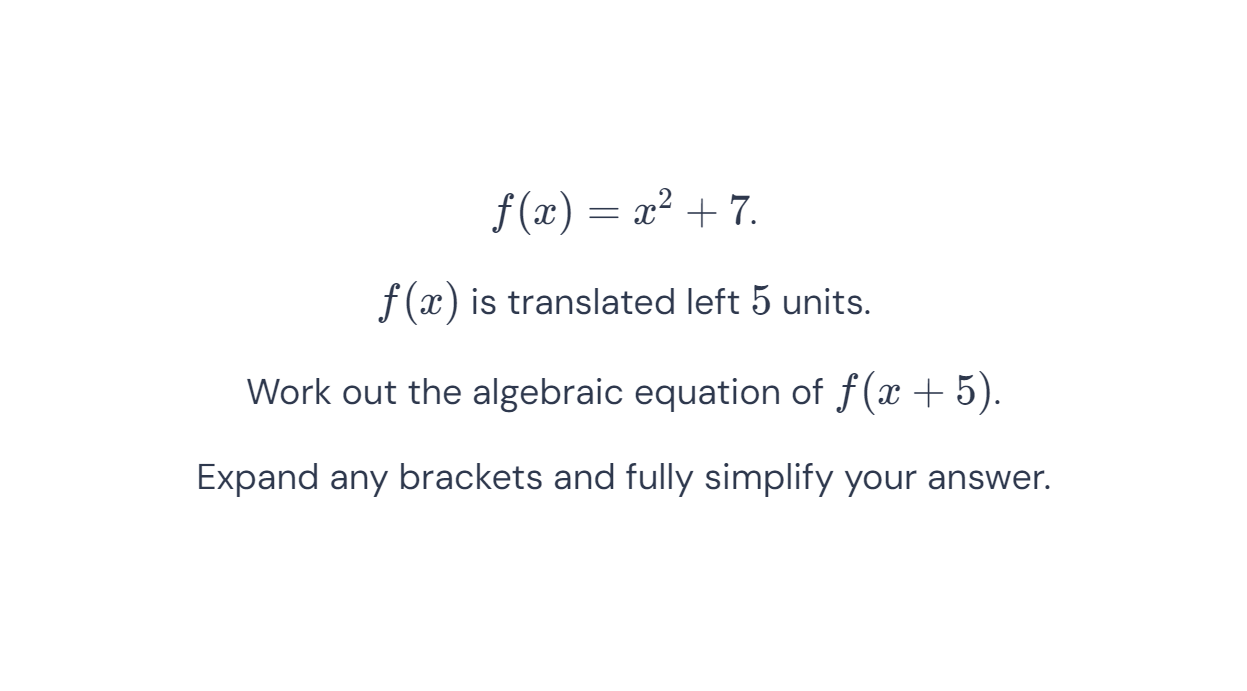 f(x) = x² + 7.
f(x) is translated left 5 units.
Work out the algebraic equation of f(x + 5).
Expand any brackets and fully simplify your answer.